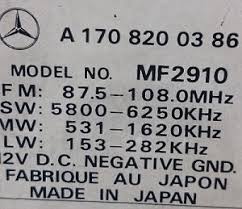 A 170 820 03 86
MODEL NO. MF2910
FM: 87.5-108.0MHz
SW: 5800-6250KHz
MW: 531-1620KHz
LW: 153-282KHz
12V D.C. NEGATIVE GND.
FABRIQUE AU JAPON
MADE IN JAPAN